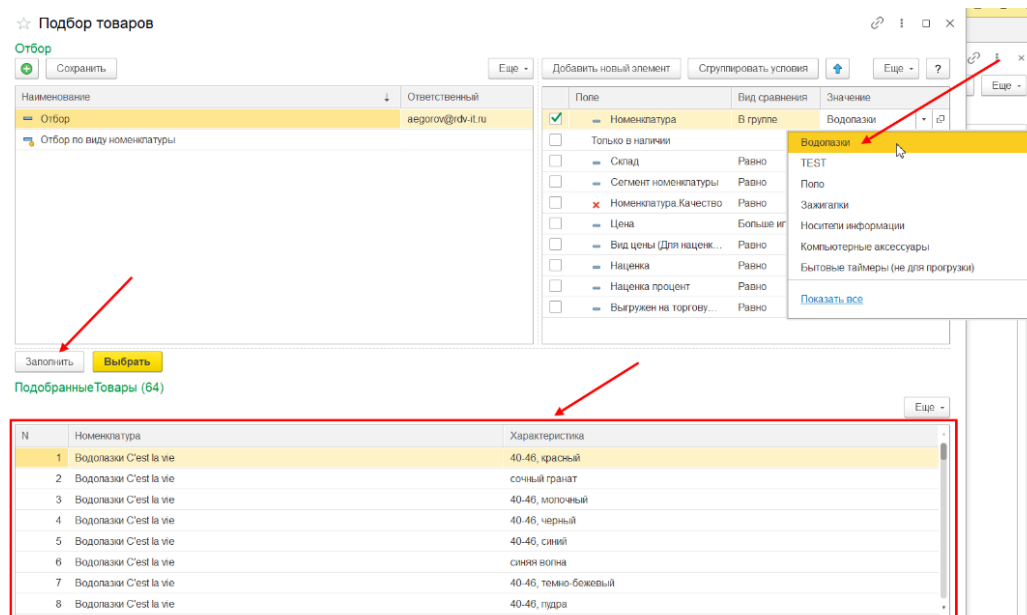 Подбор товаров
Отбор
Сохранить Еще Добавить новый элемент Сгруппировать условия Еще ? Еще
Наименование Ответственный
Отбор aegorov@rdv-it.ru
Отбор по виду номенклатуры
Поле Вид сравнения Значение
Номенклатура В группе Водолазки
Только в наличии
Склад Равно
Сегмент номенклатуры Равно
Номенклатура.Качество Равно
Цена Больше ил
Вид цены (Для наценк... Равно
Наценка Равно
Наценка процент Равно
Выгружен на торгову... Равно
Водолазки
TEST
Поло
Зажигалки
Носители информации
Компьютерные аксессуары
Бытовые таймеры (не для прогрузки)
Показать все
Заполнить Выбрать
ПодобранныеТовары (64)
Еще
N Номенклатура Характеристика
1 Водолазки C'est la vie 40-46, красный
2 Водолазки C'est la vie сочный гранат
3 Водолазки C'est la vie 40-46, молочный
4 Водолазки C'est la vie 40-46, черный
5 Водолазки C'est la vie 40-46, синий
6 Водолазки C'est la vie синяя волна
7 Водолазки C'est la vie 40-46, темно-бежевый
8 Водолазки C'est la vie 40-46, пудра